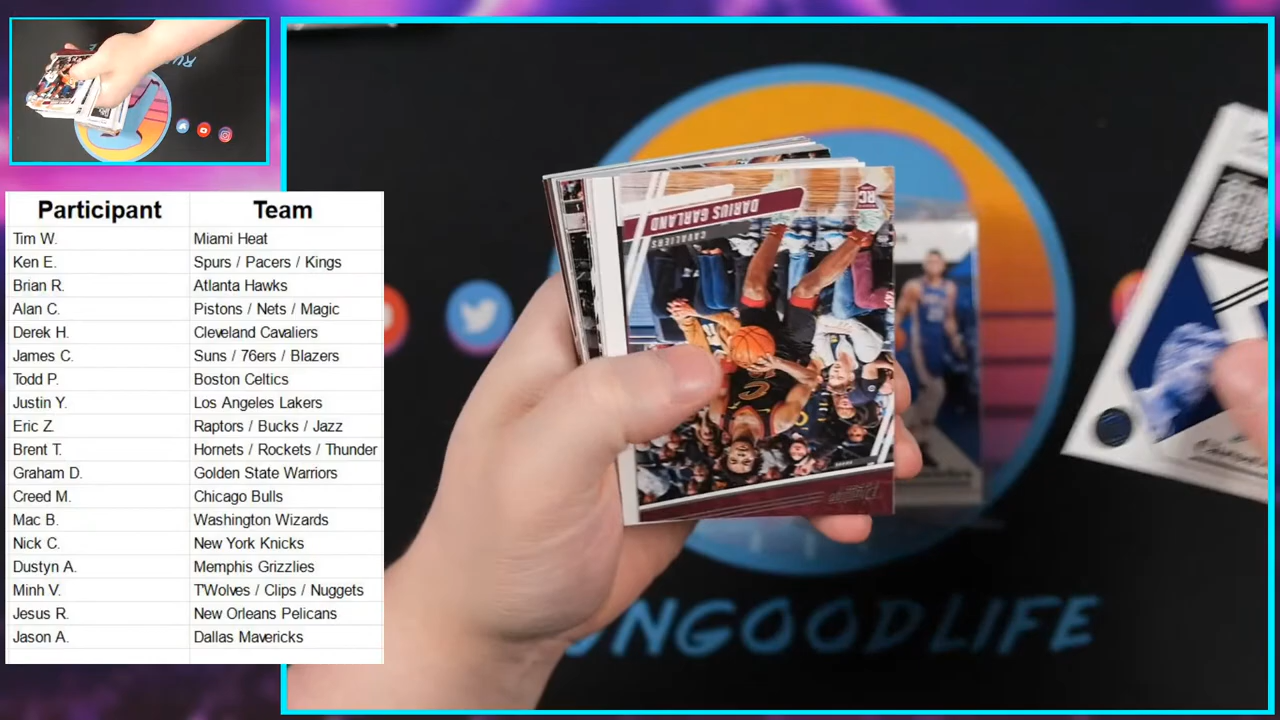 Participant Team
Tim W. Miami Heat
Ken E. Spurs / Pacers / Kings
Brian R. Atlanta Hawks
Alan C. Pistons / Nets / Magic
Derek H. Cleveland Cavaliers
James C. Suns / 76ers / Blazers
Todd P. Boston Celtics
Justin Y. Los Angeles Lakers
Eric Z. Raptors / Bucks / Jazz
Brent T. Hornets / Rockets / Thunder
Graham D. Golden State Warriors
Creed M. Chicago Bulls
Mac B. Washington Wizards
Nick C. New York Knicks
Dustyn A. Memphis Grizzlies
Minh V. T'Wolves / Clips / Nuggets
Jesus R. New Orleans Pelicans
Jason A. Dallas Mavericks
RC
DARIUS GARLAND
CAVALIERS
UNGOODLIFE